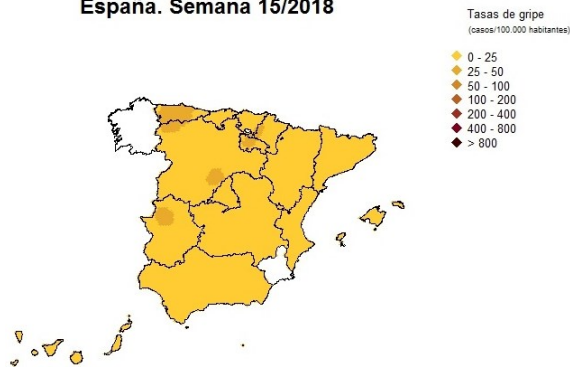 España. Semana 15/2018
Tasas de gripe
(casos/100.000 habitantes)
0 - 25
25 - 50
50 - 100
100 - 200
200 - 400
400 - 800
> 800